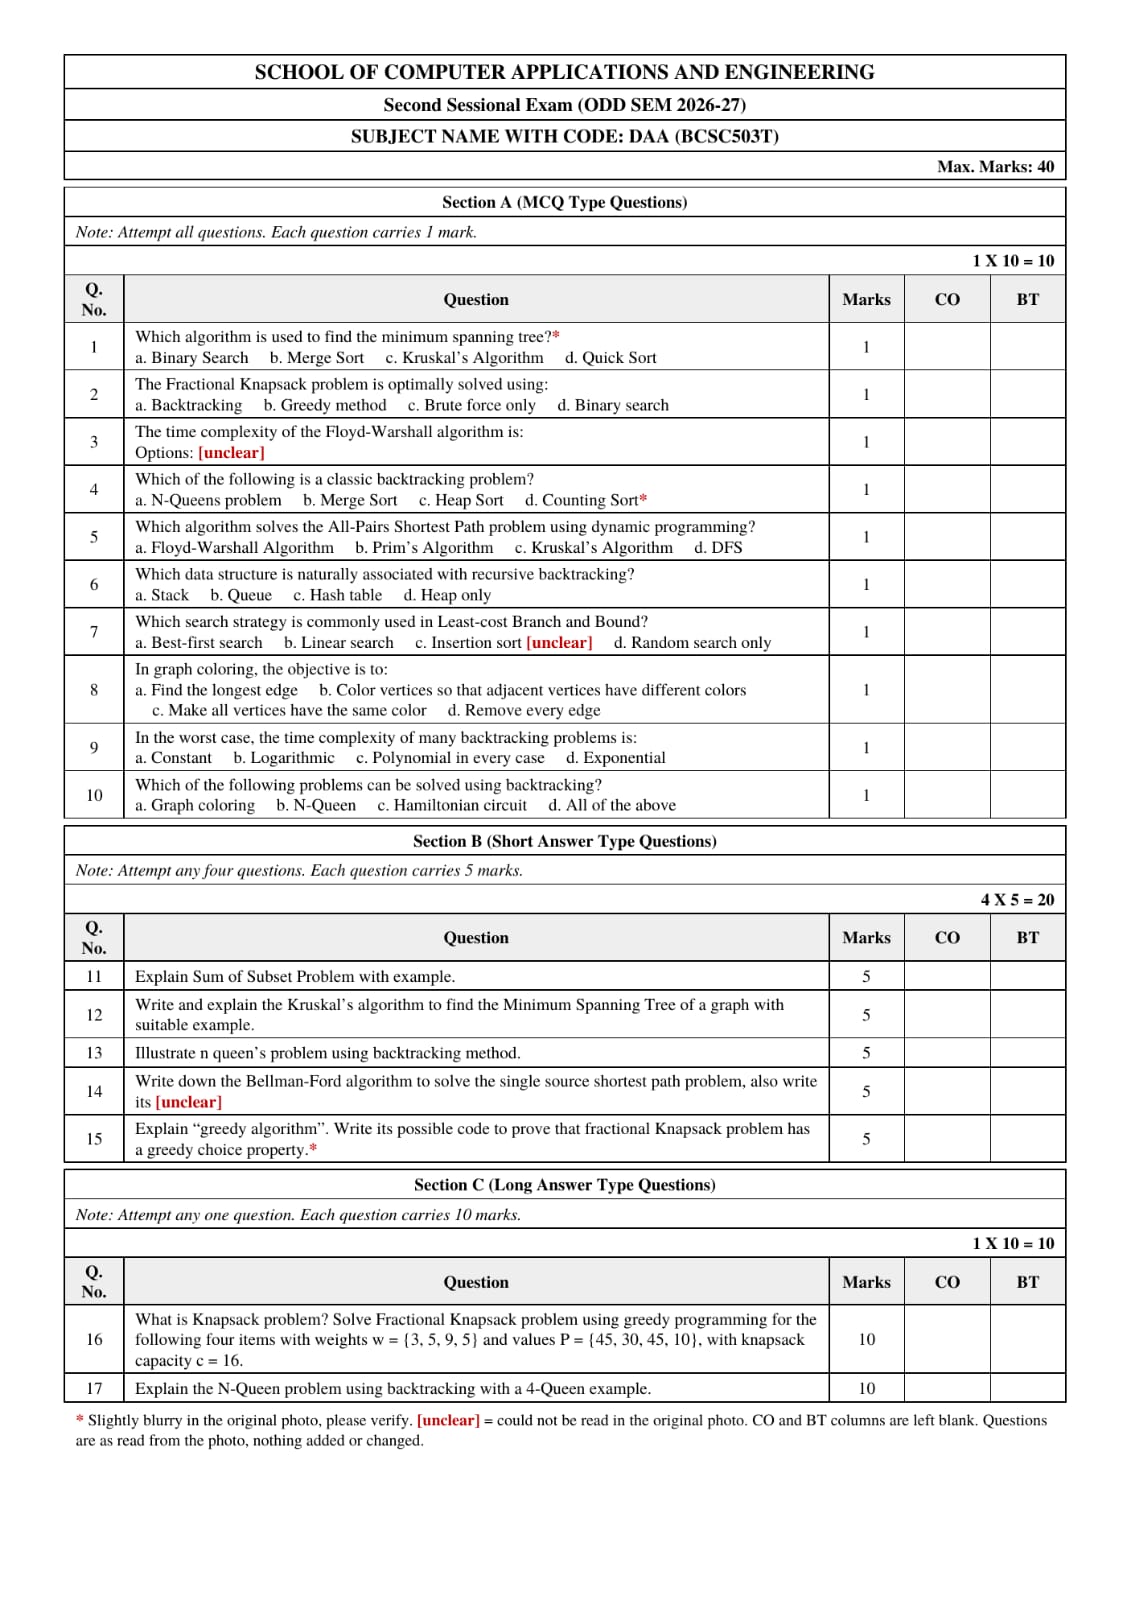 SCHOOL OF COMPUTER APPLICATIONS AND ENGINEERING
Second Sessional Exam (ODD SEM 2026-27)
SUBJECT NAME WITH CODE: DAA (BCSC503T)
Max. Marks: 40
Section A (MCQ Type Questions)
Note: Attempt all questions. Each question carries 1 mark.
1 X 10 = 10
Q. No. Question Marks CO BT
1 Which algorithm is used to find the minimum spanning tree?* 1
a. Binary Search b. Merge Sort c. Kruskal’s Algorithm d. Quick Sort
2 The Fractional Knapsack problem is optimally solved using: 1
a. Backtracking b. Greedy method c. Brute force only d. Binary search
3 The time complexity of the Floyd-Warshall algorithm is: 1
Options: [unclear]
4 Which of the following is a classic backtracking problem? 1
a. N-Queens problem b. Merge Sort c. Heap Sort d. Counting Sort*
5 Which algorithm solves the All-Pairs Shortest Path problem using dynamic programming? 1
a. Floyd-Warshall Algorithm b. Prim’s Algorithm c. Kruskal’s Algorithm d. DFS
6 Which data structure is naturally associated with recursive backtracking? 1
a. Stack b. Queue c. Hash table d. Heap only
7 Which search strategy is commonly used in Least-cost Branch and Bound? 1
a. Best-first search b. Linear search c. Insertion sort [unclear] d. Random search only
8 In graph coloring, the objective is to: 1
a. Find the longest edge b. Color vertices so that adjacent vertices have different colors
c. Make all vertices have the same color d. Remove every edge
9 In the worst case, the time complexity of many backtracking problems is: 1
a. Constant b. Logarithmic c. Polynomial in every case d. Exponential
10 Which of the following problems can be solved using backtracking? 1
a. Graph coloring b. N-Queen c. Hamiltonian circuit d. All of the above
Section B (Short Answer Type Questions)
Note: Attempt any four questions. Each question carries 5 marks.
4 X 5 = 20
Q. No. Question Marks CO BT
11 Explain Sum of Subset Problem with example. 5
12 Write and explain the Kruskal’s algorithm to find the Minimum Spanning Tree of a graph with 5
suitable example.
13 Illustrate n queen’s problem using backtracking method. 5
14 Write down the Bellman-Ford algorithm to solve the single source shortest path problem, also write 5
its [unclear]
15 Explain “greedy algorithm”. Write its possible code to prove that fractional Knapsack problem has 5
a greedy choice property.*
Section C (Long Answer Type Questions)
Note: Attempt any one question. Each question carries 10 marks.
1 X 10 = 10
Q. No. Question Marks CO BT
16 What is Knapsack problem? Solve Fractional Knapsack problem using greedy programming for the 10
following four items with weights w = {3, 5, 9, 5} and values P = {45, 30, 45, 10}, with knapsack
capacity c = 16.
17 Explain the N-Queen problem using backtracking with a 4-Queen example. 10
* Slightly blurry in the original photo, please verify. [unclear] = could not be read in the original photo. CO and BT columns are left blank. Questions
are as read from the photo, nothing added or changed.